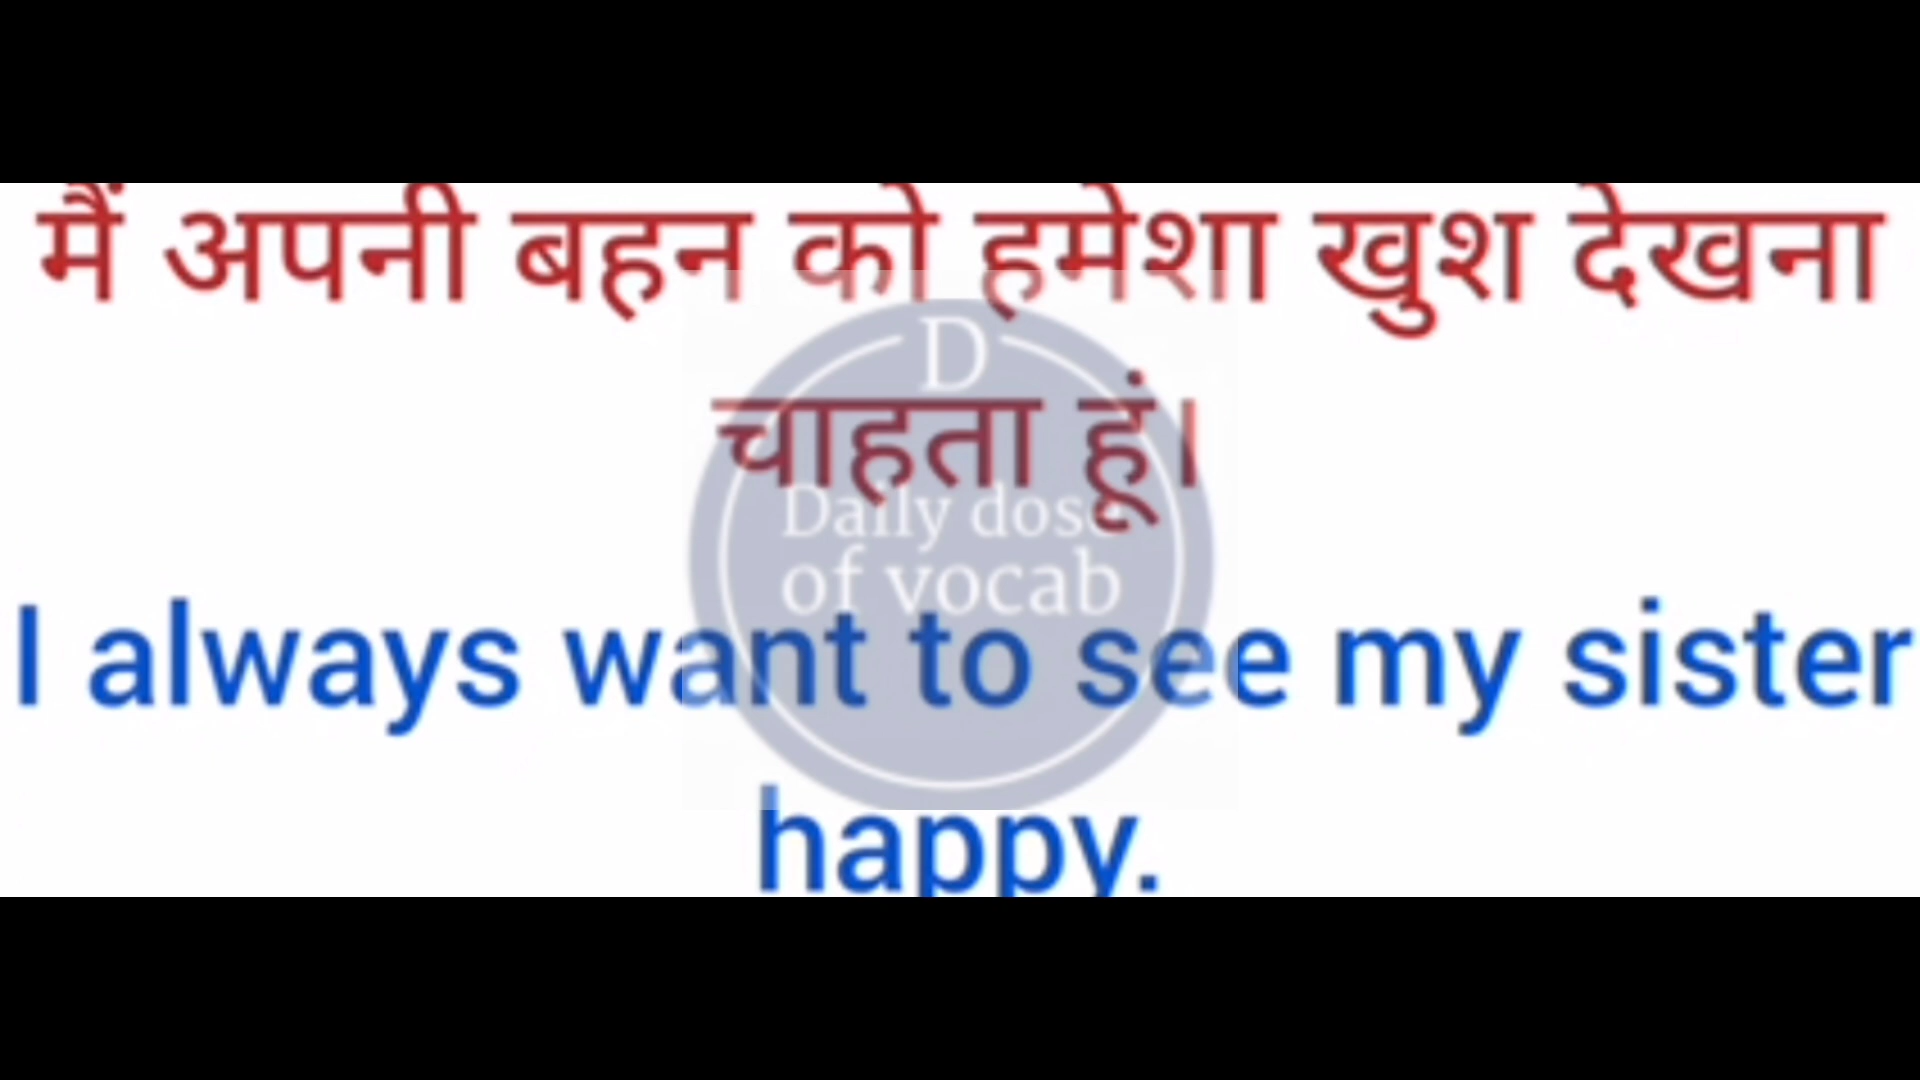 मैं अपनी बहन को हमेशा खुश देखना
D
चाहता हूं।
Daily dose
of vocab
I always want to see my sister
happy.